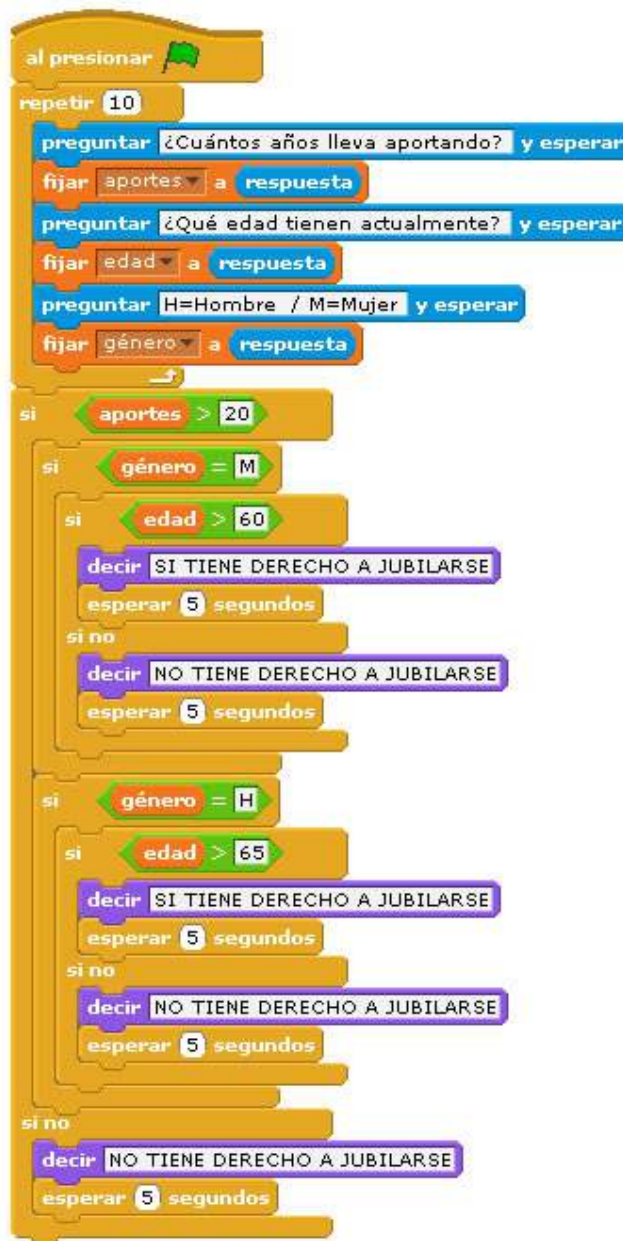 al presionar
repetir 10
preguntar ¿Cuántos años lleva aportando? y esperar
fijar aportes a respuesta
preguntar ¿Qué edad tienen actualmente? y esperar
fijar edad a respuesta
preguntar H=Hombre / M=Mujer y esperar
fijar género a respuesta
si aportes > 20
si género = M
si edad > 60
decir SI TIENE DERECHO A JUBILARSE
esperar 5 segundos
si no
decir NO TIENE DERECHO A JUBILARSE
esperar 5 segundos
si género = H
si edad > 65
decir SI TIENE DERECHO A JUBILARSE
esperar 5 segundos
si no
decir NO TIENE DERECHO A JUBILARSE
esperar 5 segundos
si no
decir NO TIENE DERECHO A JUBILARSE
esperar 5 segundos